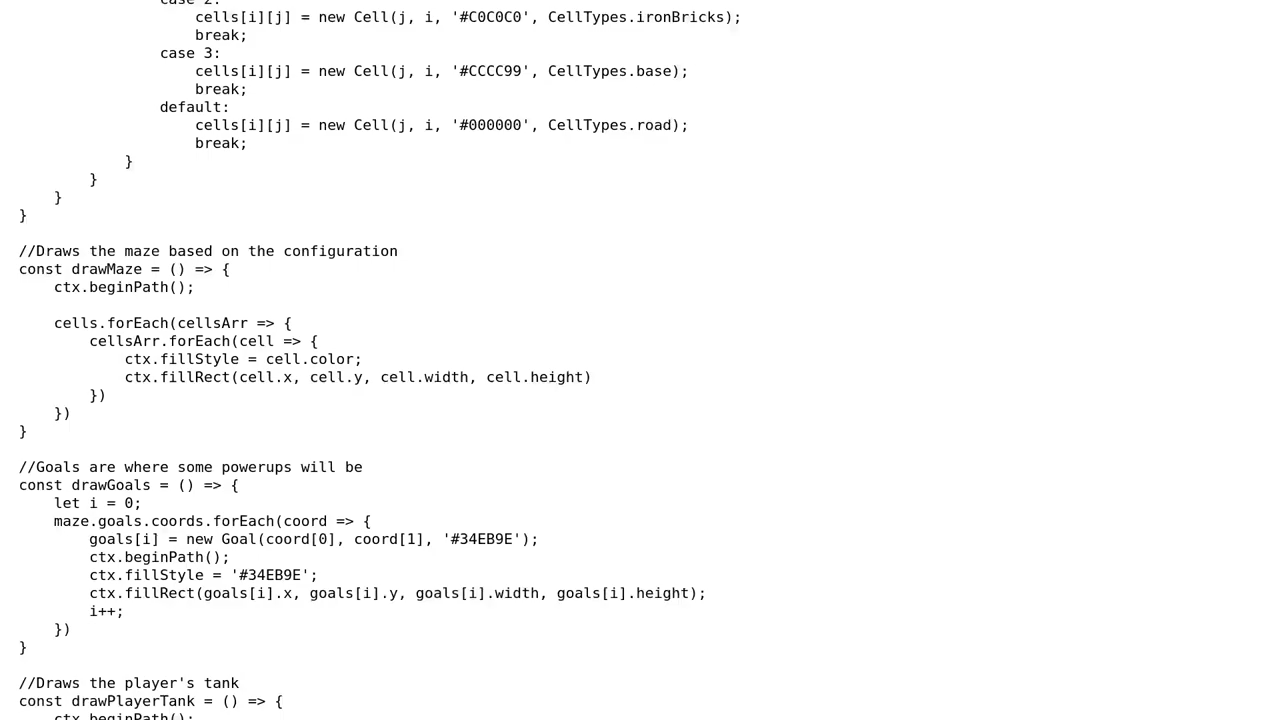 case 2:
cells[i][j] = new Cell(j, i, '#C0C0C0', CellTypes.ironBricks);
break;
case 3:
cells[i][j] = new Cell(j, i, '#CCCC99', CellTypes.base);
break;
default:
cells[i][j] = new Cell(j, i, '#000000', CellTypes.road);
break;
}
}
}
}
//Draws the maze based on the configuration
const drawMaze = () => {
ctx.beginPath();
cells.forEach(cellsArr => {
cellsArr.forEach(cell => {
ctx.fillStyle = cell.color;
ctx.fillRect(cell.x, cell.y, cell.width, cell.height)
})
})
}
//Goals are where some powerups will be
const drawGoals = () => {
let i = 0;
maze.goals.coords.forEach(coord => {
goals[i] = new Goal(coord[0], coord[1], '#34EB9E');
ctx.beginPath();
ctx.fillStyle = '#34EB9E';
ctx.fillRect(goals[i].x, goals[i].y, goals[i].width, goals[i].height);
i++;
})
}
//Draws the player's tank
const drawPlayerTank = () => {
ctx.beginPath();